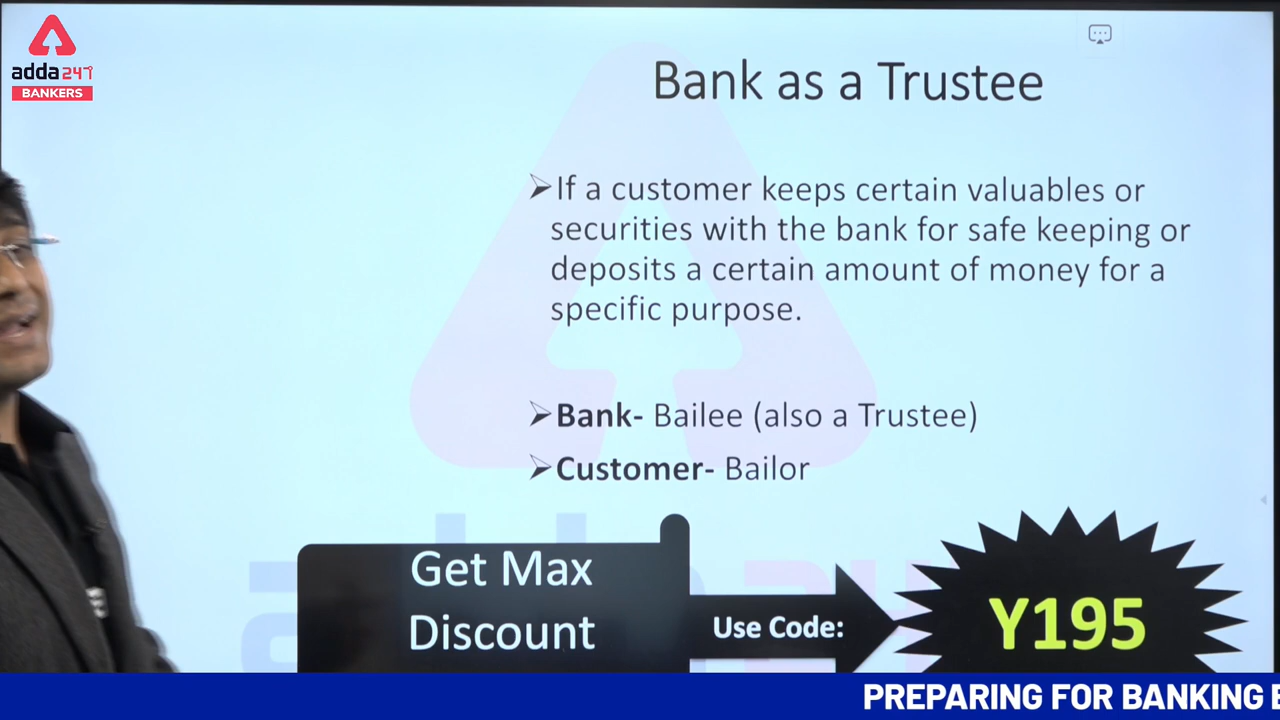 adda247
BANKERS
Bank as a Trustee
➢If a customer keeps certain valuables or
securities with the bank for safe keeping or
deposits a certain amount of money for a
specific purpose.
➢Bank- Bailee (also a Trustee)
➢Customer- Bailor
Get Max
Discount
Use Code:
Y195
PREPARING FOR BANKING